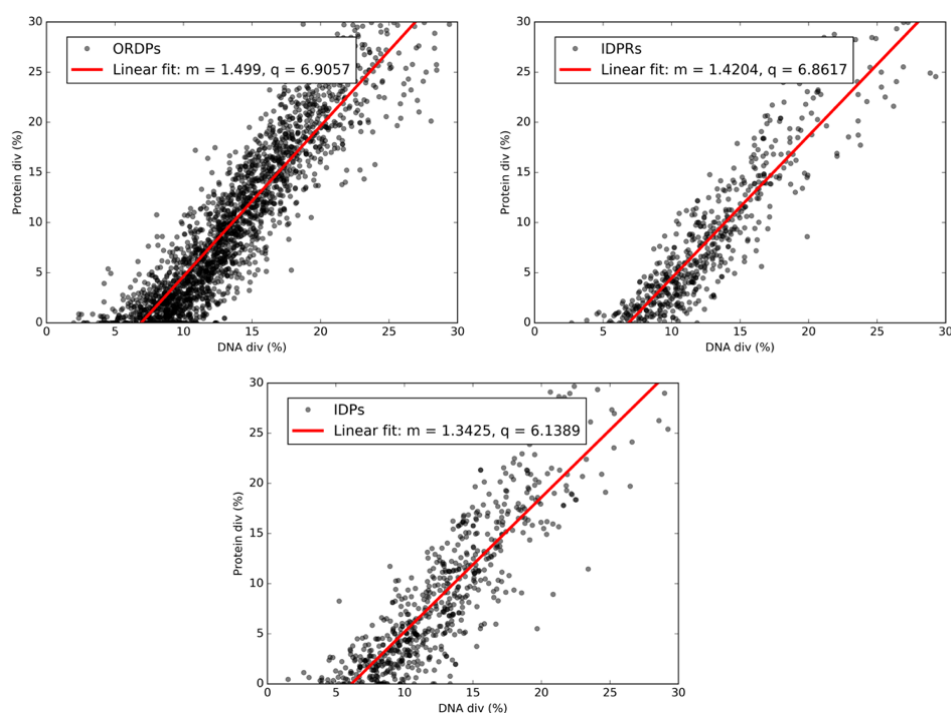 30
25
20
15
10
5
0
Protein div (%)
ORDPs
Linear fit: m = 1.499, q = 6.9057
0 5 10 15 20 25 30
DNA div (%)
30
25
20
15
10
5
0
Protein div (%)
IDPRs
Linear fit: m = 1.4204, q = 6.8617
0 5 10 15 20 25 30
DNA div (%)
30
25
20
15
10
5
0
Protein div (%)
IDPs
Linear fit: m = 1.3425, q = 6.1389
0 5 10 15 20 25 30
DNA div (%)